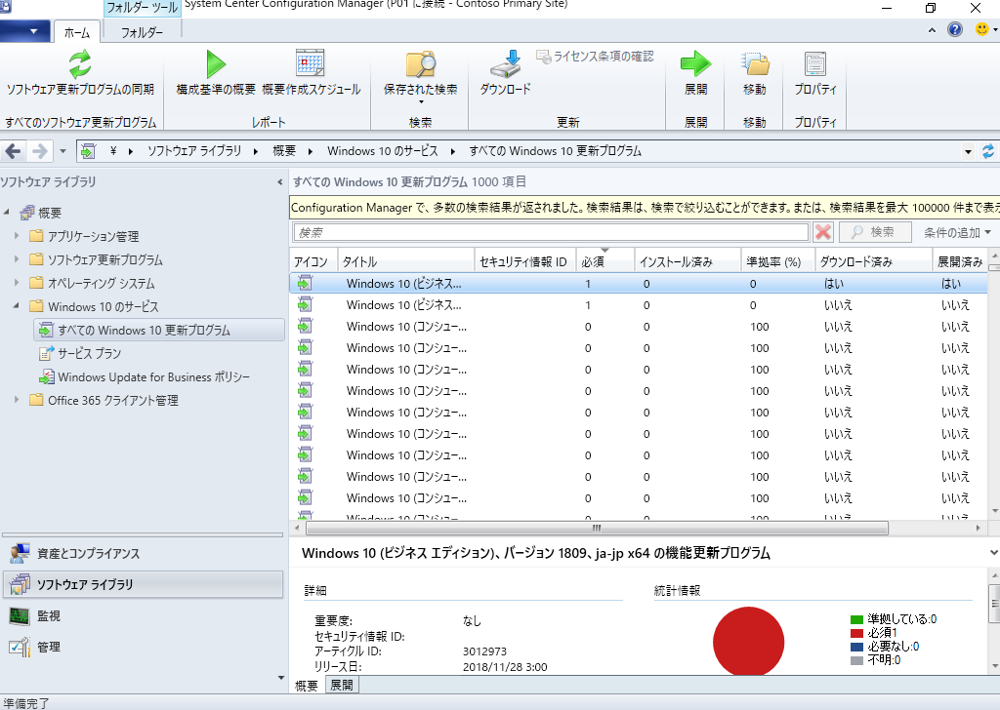 フォルダー ツール System Center Configuration Manager (P01 に接続 - Contoso Primary Site)
ホーム フォルダー
ソフトウェア更新プログラムの同期 構成基準の概要 概要作成スケジュール 保存された検索 ダウンロード ライセンス条項の確認 展開 移動 プロパティ
すべてのソフトウェア更新プログラム レポート 検索 更新 展開 移動 プロパティ
¥ ソフトウェア ライブラリ 概要 Windows 10 のサービス すべての Windows 10 更新プログラム
ソフトウェア ライブラリ
概要
アプリケーション管理
ソフトウェア更新プログラム
オペレーティング システム
Windows 10 のサービス
すべての Windows 10 更新プログラム
サービス プラン
Windows Update for Business ポリシー
Office 365 クライアント管理
資産とコンプライアンス
ソフトウェア ライブラリ
監視
管理
すべての Windows 10 更新プログラム 1000 項目
Configuration Manager で、多数の検索結果が返されました。検索結果は、検索で絞り込むことができます。または、検索結果を最大 100000 件まで表示
検索 検索 条件の追加
アイコン タイトル セキュリティ情報 ID 必須 インストール済み 準拠率 (%) ダウンロード済み 展開済み
Windows 10 (ビジネス... 1 0 0 はい はい
Windows 10 (ビジネス... 1 0 0 いいえ いいえ
Windows 10 (コンシュー... 0 0 100 いいえ いいえ
Windows 10 (コンシュー... 0 0 100 いいえ いいえ
Windows 10 (コンシュー... 0 0 100 いいえ いいえ
Windows 10 (コンシュー... 0 0 100 いいえ いいえ
Windows 10 (コンシュー... 0 0 100 いいえ いいえ
Windows 10 (コンシュー... 0 0 100 いいえ いいえ
Windows 10 (コンシュー... 0 0 100 いいえ いいえ
Windows 10 (コンシュー... 0 0 100 いいえ いいえ
Windows 10 (コンシュー... 0 0 100 いいえ いいえ
Windows 10 (コンシュー... 0 0 100 いいえ いいえ
Windows 10 (ビジネス エディション)、バージョン 1809、ja-jp x64 の機能更新プログラム
詳細
重要度: なし
セキュリティ情報 ID:
アーティクル ID: 3012973
リリース日: 2018/11/28 3:00
統計情報
準拠している:0
必須1
必要なし:0
不明:0
概要 展開
準備完了